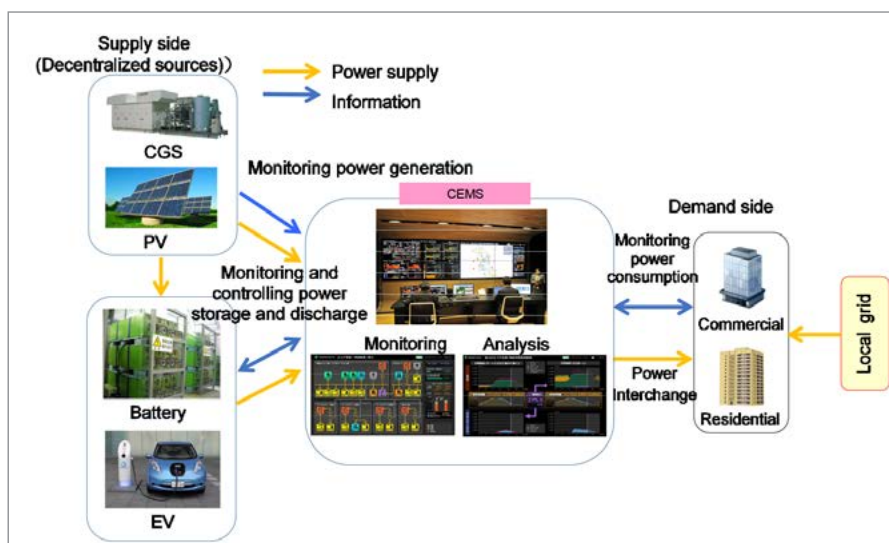 Supply side
(Decentralized sources)）
Power supply
Information
CGS
PV
Monitoring power generation
CEMS
Monitoring and
controlling power
storage and discharge
Battery
EV
Monitoring
Analysis
Demand side
Monitoring
power
consumption
Commercial
Power
Interchange
Residential
Local grid